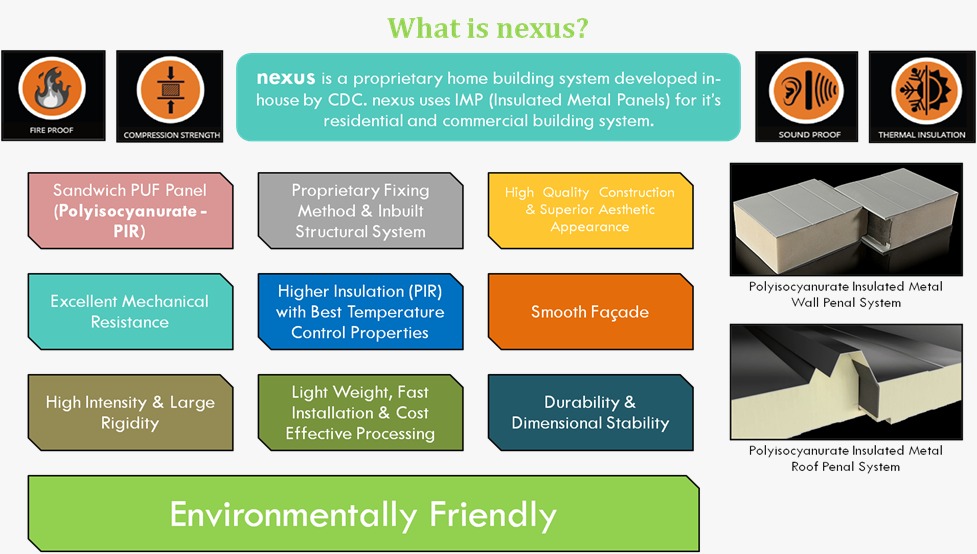 What is nexus?
FIRE PROOF
COMPRESSION STRENGTH
nexus is a proprietary home building system developed in-
house by CDC. nexus uses IMP (Insulated Metal Panels) for it's
residential and commercial building system.
SOUND PROOF
THERMAL INSULATION
Sandwich PUF Panel
(Polyisocyanurate -
PIR)
Proprietary Fixing
Method & Inbuilt
Structural System
High Quality Construction
& Superior Aesthetic
Appearance
Excellent Mechanical
Resistance
Higher Insulation (PIR)
with Best Temperature
Control Properties
Smooth Façade
High Intensity & Large
Rigidity
Light Weight, Fast
Installation & Cost
Effective Processing
Durability &
Dimensional Stability
Environmentally Friendly
Polyisocyanurate Insulated Metal
Wall Penal System
Polyisocyanurate Insulated Metal
Roof Penal System